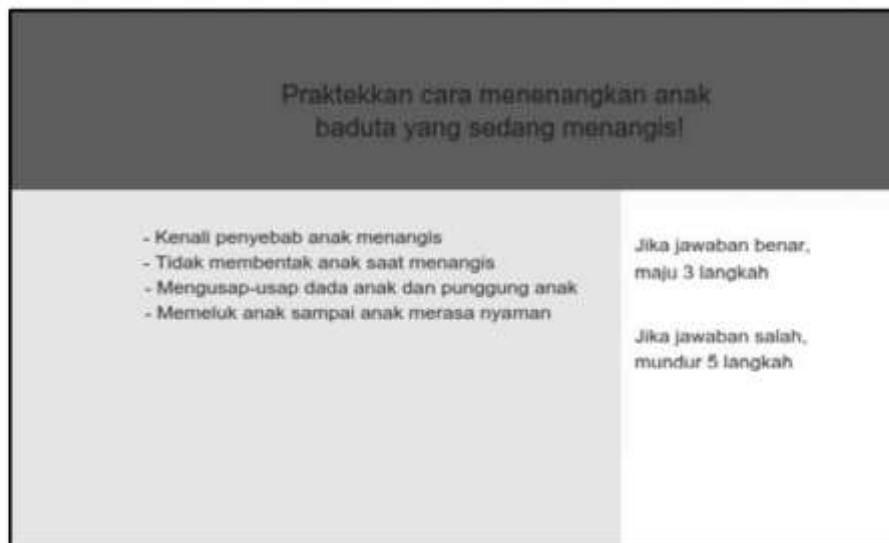 Praktekkan cara menenangkan anak
baduta yang sedang menangis!
- Kenali penyebab anak menangis
- Tidak membentak anak saat menangis
- Mengusap-usap dada anak dan punggung anak
- Memeluk anak sampai anak merasa nyaman
Jika jawaban benar,
maju 3 langkah
Jika jawaban salah,
mundur 5 langkah